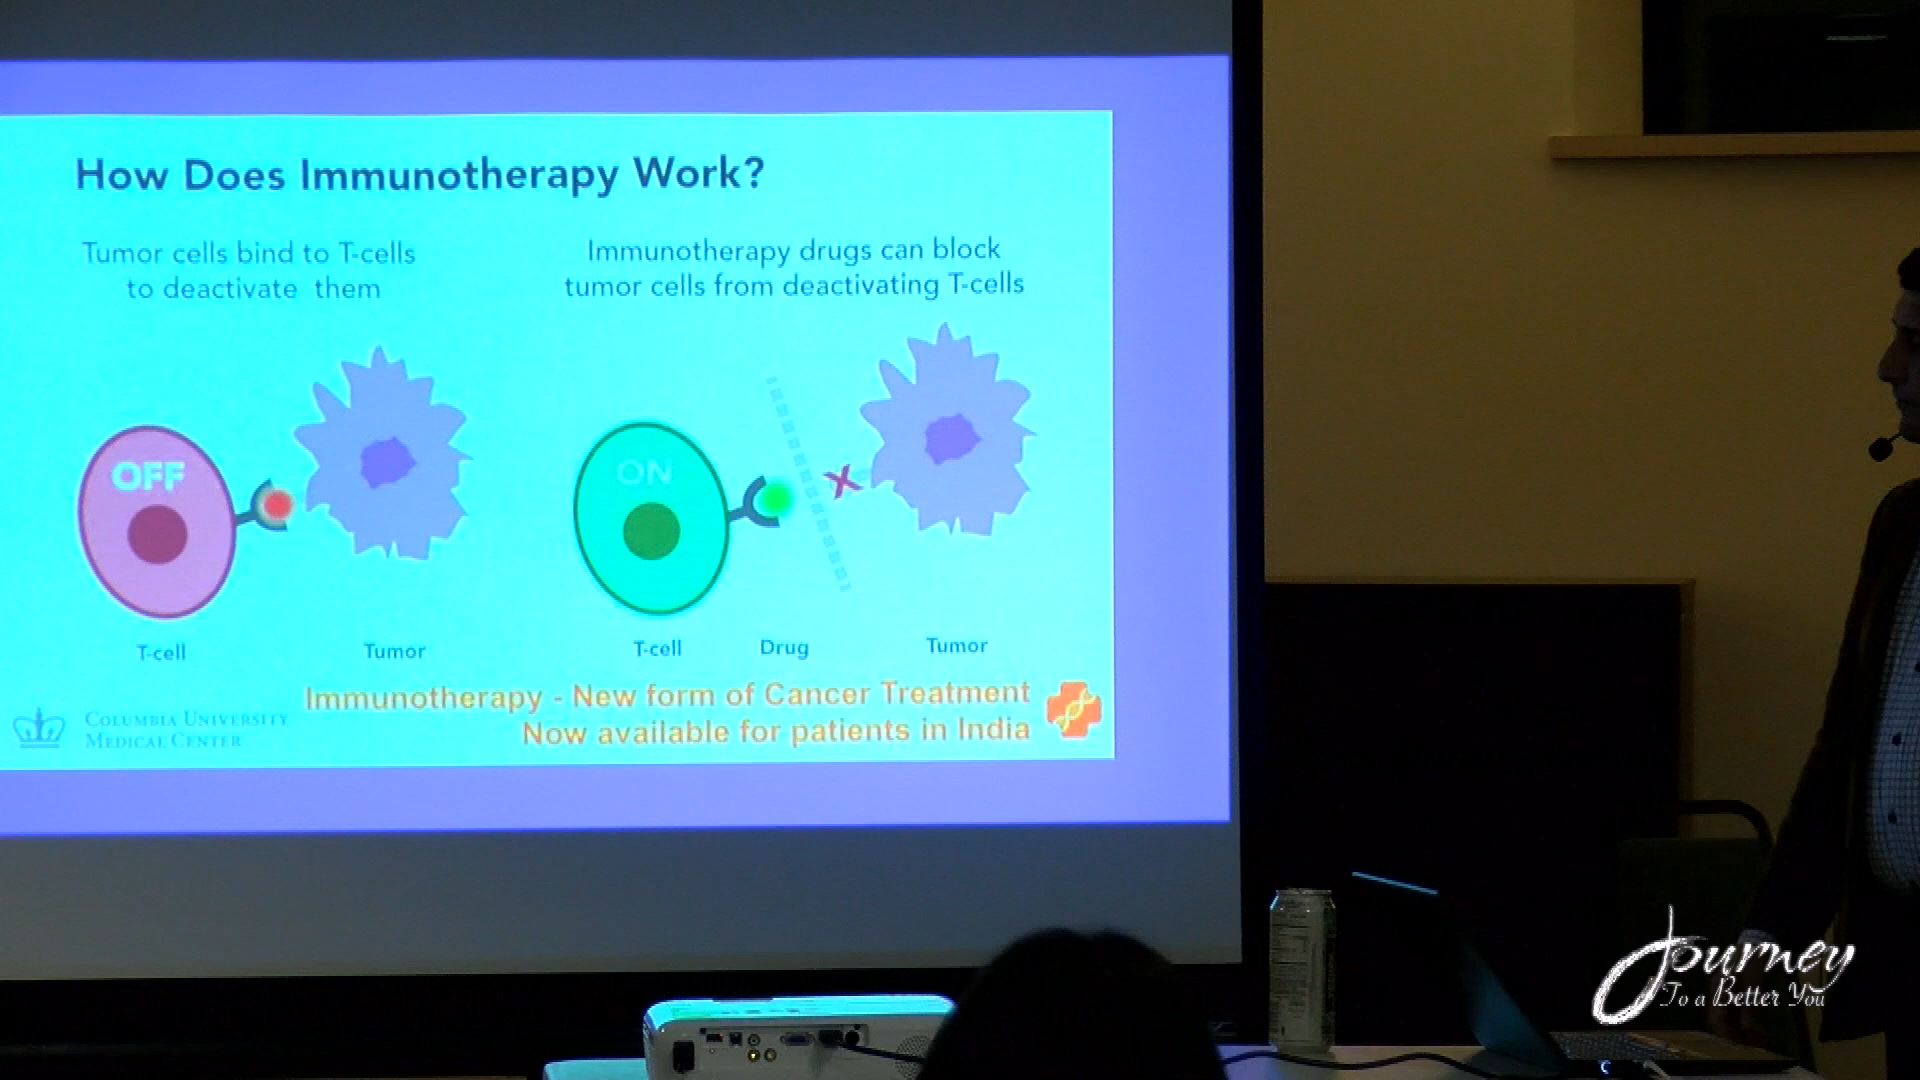 How Does Immunotherapy Work?
Tumor cells bind to T-cells
to deactivate them
Immunotherapy drugs can block
tumor cells from deactivating T-cells
OFF
ON
X
T-cell
Tumor
T-cell
Drug
Tumor
Immunotherapy - New form of Cancer Treatment
Now available for patients in India
COLUMBIA UNIVERSITY
MEDICAL CENTER
Journey
To a Better You